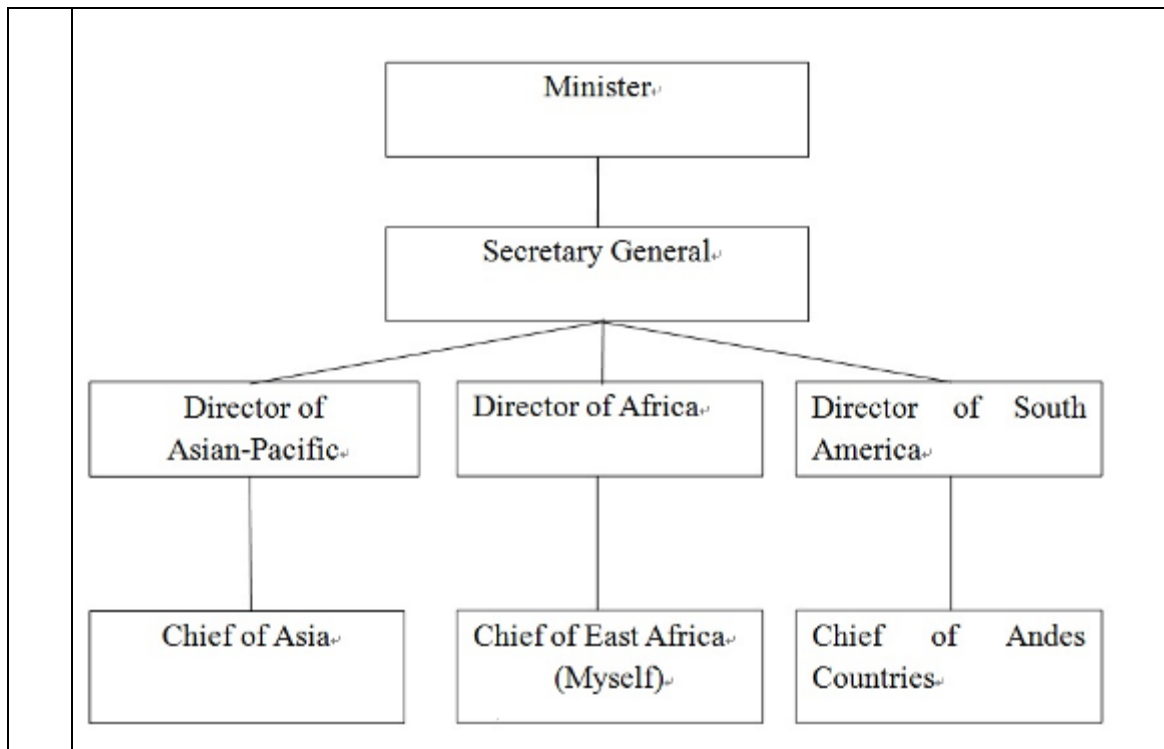 Minister
Secretary General
Director of
Asian-Pacific
Director of Africa
Director of South
America
Chief of Asia
Chief of East Africa
(Myself)
Chief of Andes
Countries